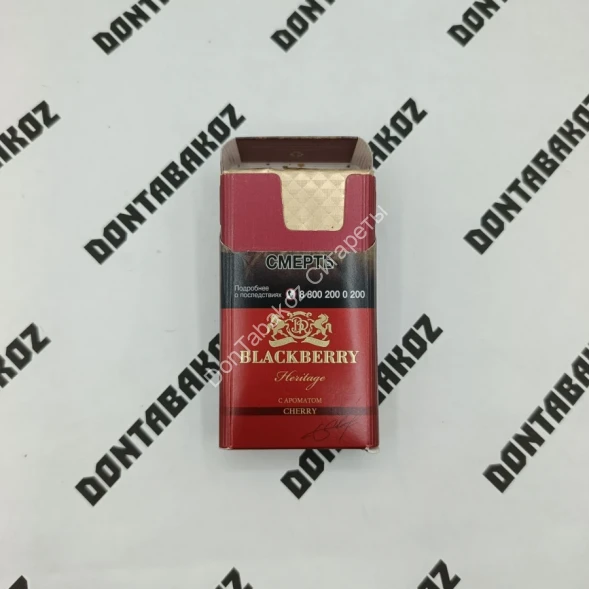 DONTABAKOZ
DONTABAKOZ
DONTABAKOZ
DONTABAKOZ
DONTABAKOZ
DONTABAKOZ
СМЕРТЬ
Подробнее
о последствиях 8 800 200 0 200
DonTabakoz Сигареты
BLACKBERRY
Heritage
С АРОМАТОМ
CHERRY
DONTABAKOZ
DONTABAKOZ
DONTABAKOZ